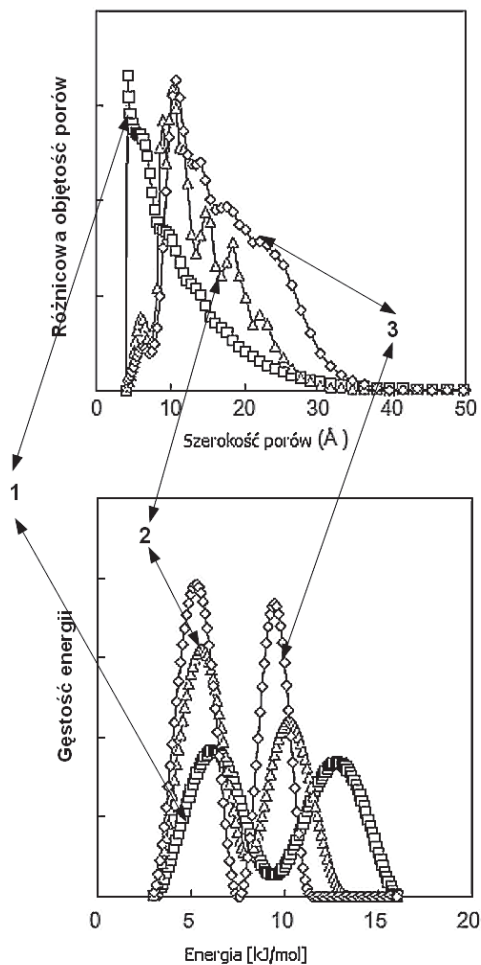 Różnicowa objętość porów
0 10 20 30 40 50
Szerokość porów (Å)
3
1
2
Gęstość energii
0 5 10 15 20
Energia [kJ/mol]